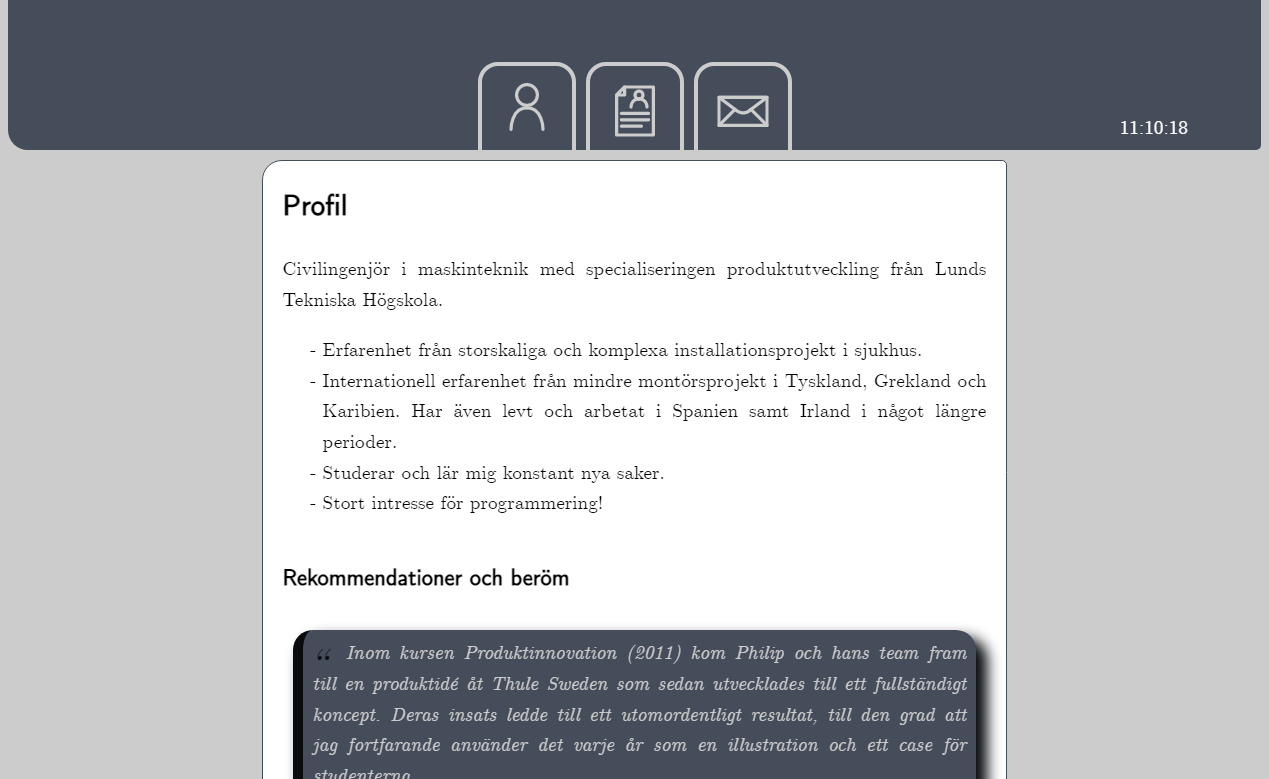 11:10:18
Profil
Civilingenjör i maskinteknik med specialiseringen produktutveckling från Lunds
Tekniska Högskola.
- Erfarenhet från storskaliga och komplexa installationsprojekt i sjukhus.
- Internationell erfarenhet från mindre montörsprojekt i Tyskland, Grekland och
Karibien. Har även levt och arbetat i Spanien samt Irland i något längre
perioder.
- Studerar och lär mig konstant nya saker.
- Stort intresse för programmering!
Rekommendationer och beröm
“ Inom kursen Produktinnovation (2011) kom Philip och hans team fram
till en produktidé åt Thule Sweden som sedan utvecklades till ett fullständigt
koncept. Deras insats ledde till ett utomordentligt resultat, till den grad att
jag fortfarande använder det varje år som en illustration och ett case för
studenterna